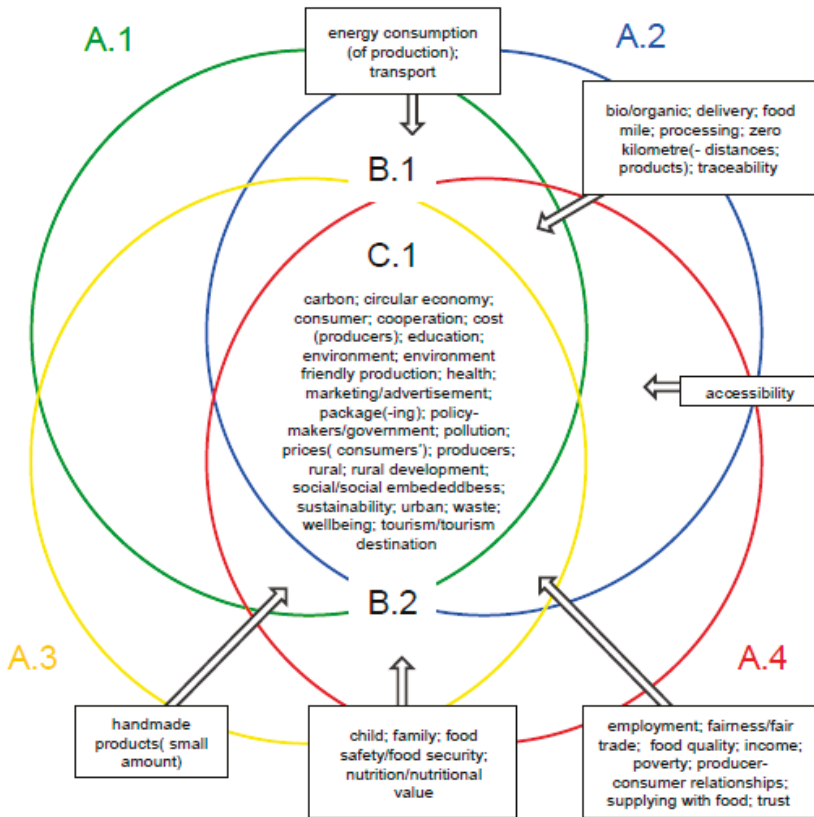 A.1
energy consumption
(of production);
transport
A.2
bio/organic; delivery; food
mile; processing; zero
kilometre(- distances;
products); traceability
B.1
C.1
carbon; circular economy;
consumer; cooperation; cost
(producers); education;
environment; environment
friendly production; health;
marketing/advertisement;
package(-ing); policy-
makers/government; pollution;
prices( consumers'); producers;
rural; rural development;
social/social embededdbess;
sustainability; urban; waste;
wellbeing; tourism/tourism
destination
accessibility
B.2
A.3
A.4
handmade
products( small
amount)
child; family; food
safety/food security;
nutrition/nutritional
value
employment; fairness/fair
trade; food quality; income;
poverty; producer-
consumer relationships;
supplying with food; trust